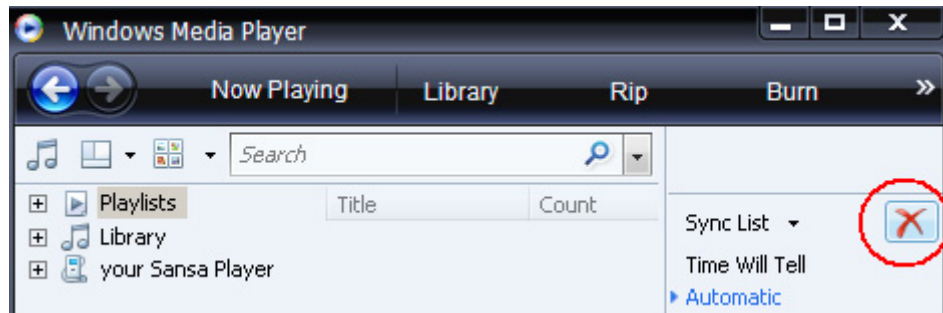 Windows Media Player
Now Playing Library Rip Burn »
Search
Playlists Title Count
Library
your Sansa Player
Sync List
Time Will Tell
Automatic